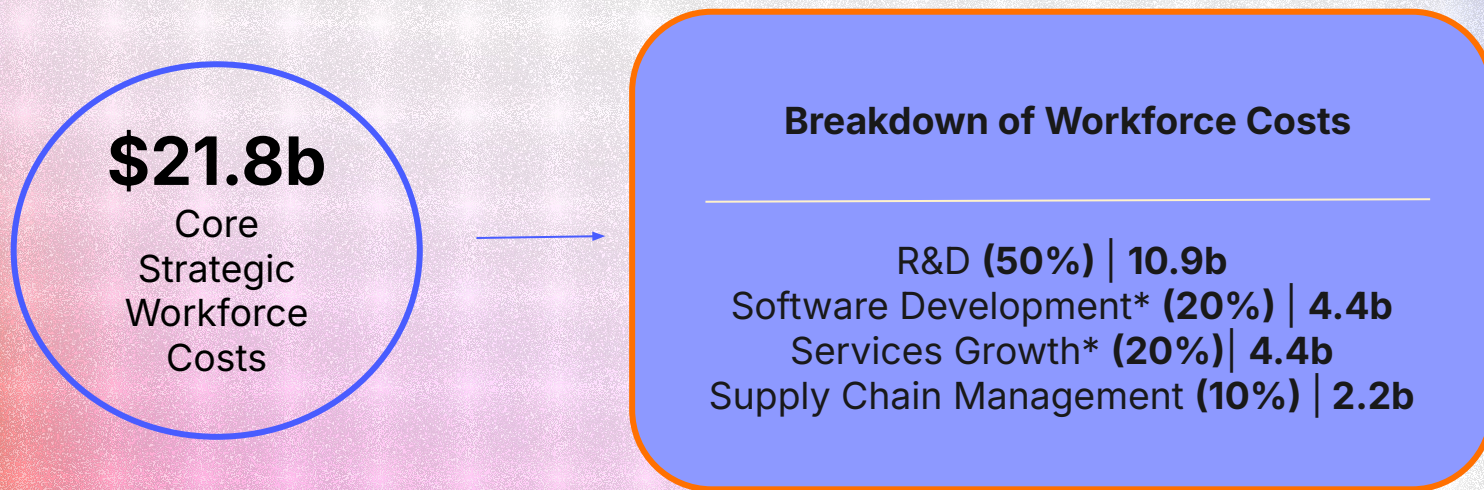 $21.8b
Core
Strategic
Workforce
Costs
Breakdown of Workforce Costs
R&D (50%) | 10.9b
Software Development* (20%) | 4.4b
Services Growth* (20%)| 4.4b
Supply Chain Management (10%) | 2.2b